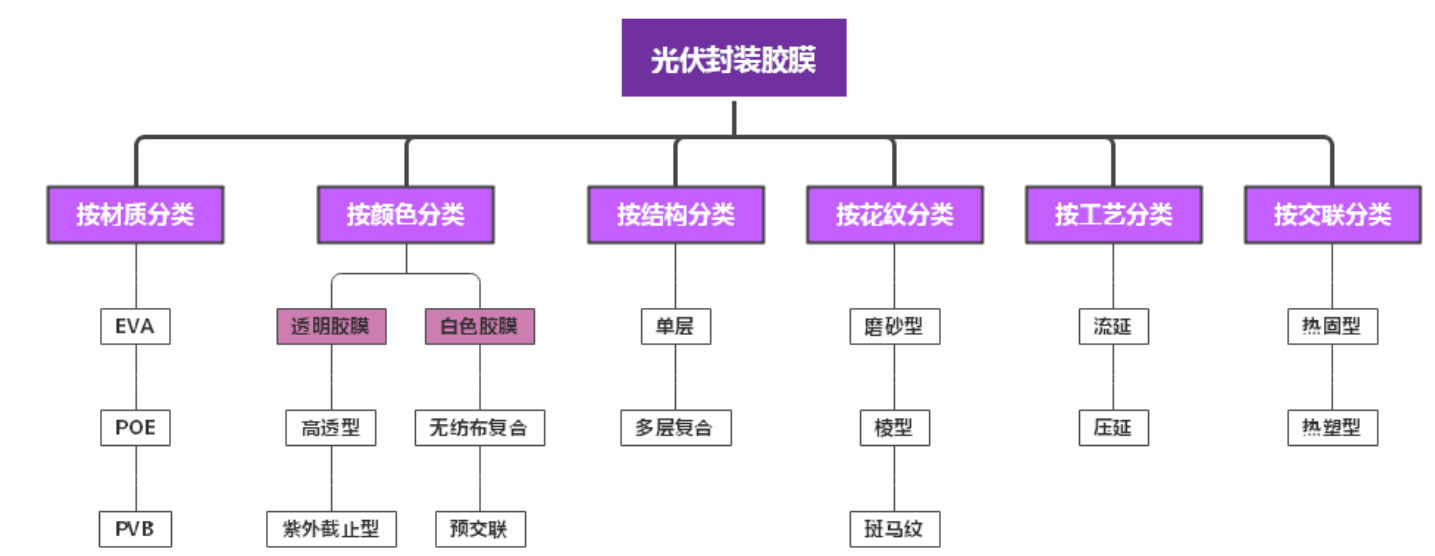 光伏封装胶膜
按材质分类
按颜色分类
按结构分类
按花纹分类
按工艺分类
按交联分类
EVA
透明胶膜
白色胶膜
单层
磨砂型
流延
热固型
POE
高透型
无纺布复合
多层复合
棱型
压延
热塑型
PVB
紫外截止型
预交联
斑马纹